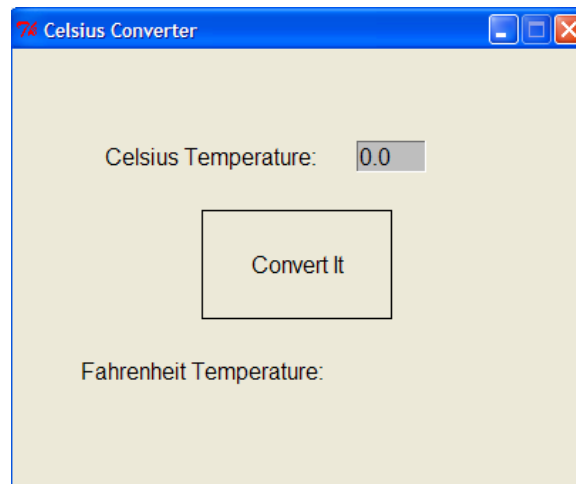 Celsius Converter
Celsius Temperature: 0.0
Convert It
Fahrenheit Temperature: